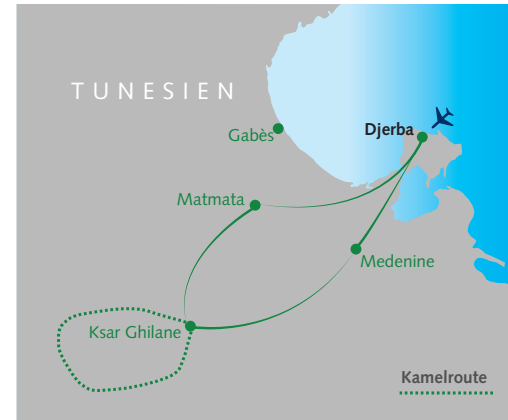 TUNESIEN
Gabès
Djerba
Matmata
Medenine
Ksar Ghilane
Kamelroute